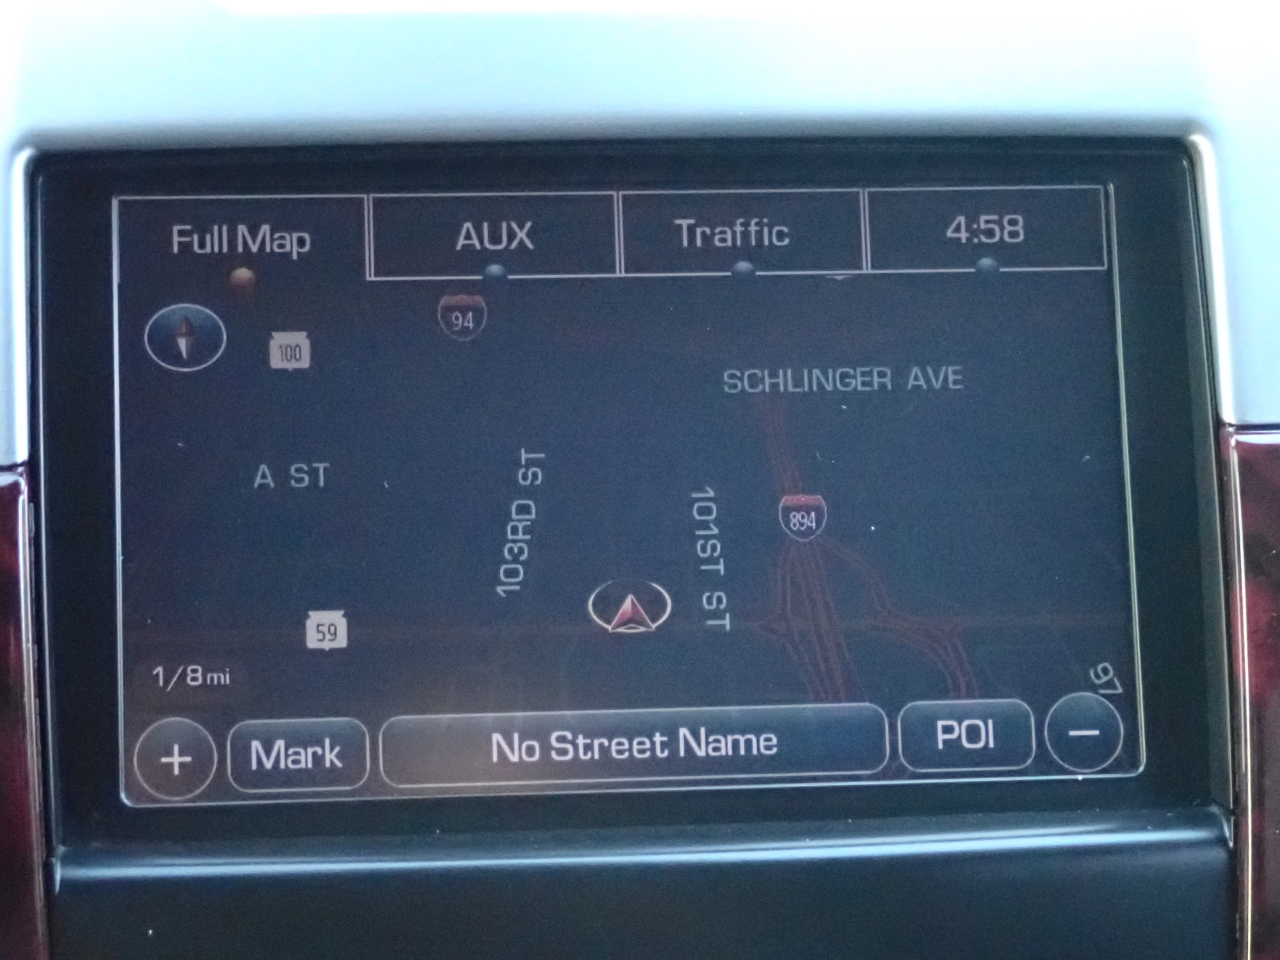 Full Map
AUX
Traffic
4:58
94
100
SCHLINGER AVE
A ST
103RD ST
101ST ST
894
59
1/8mi
97
+
Mark
No Street Name
POI
−